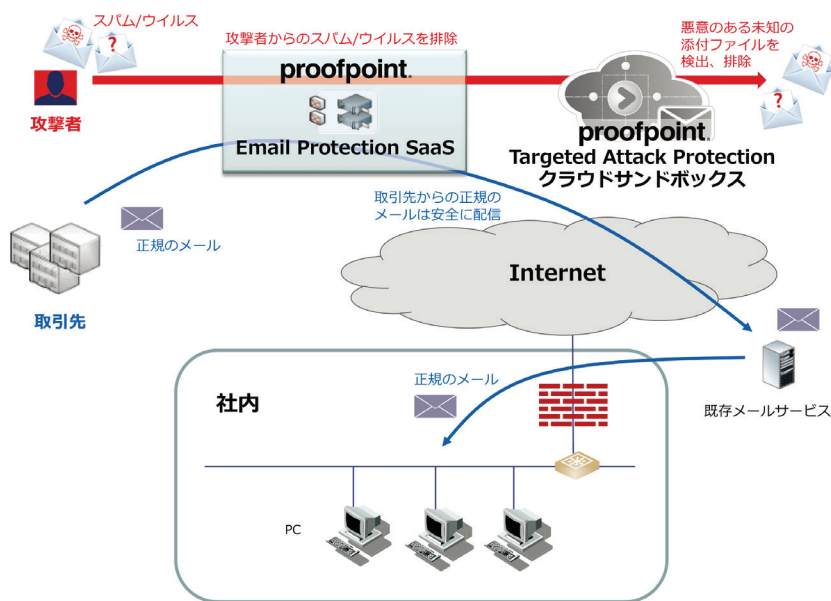 スパム/ウイルス
?
攻撃者からのスパム/ウイルスを排除
悪意のある未知の
添付ファイルを
検出、排除
?
攻撃者
proofpoint®
Email Protection SaaS
proofpoint®
Targeted Attack Protection
クラウドサンドボックス
取引先からの正規の
メールは安全に配信
正規のメール
取引先
Internet
正規のメール
社内
既存メールサービス
PC